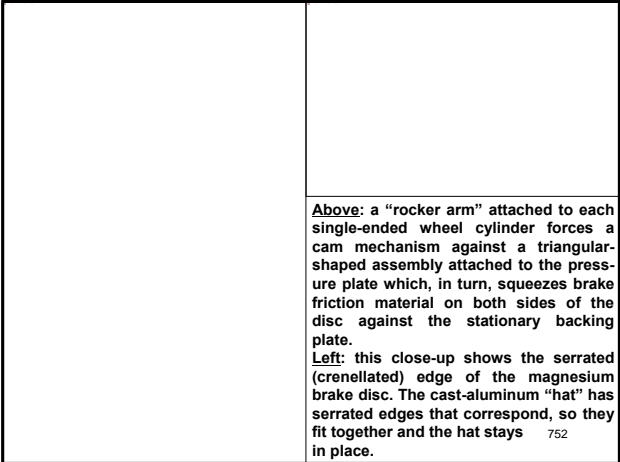 Above: a “rocker arm” attached to each
single-ended wheel cylinder forces a
cam mechanism against a triangular-
shaped assembly attached to the press-
ure plate which, in turn, squeezes brake
friction material on both sides of the
disc against the stationary backing
plate.
Left: this close-up shows the serrated
(crenellated) edge of the magnesium
brake disc. The cast-aluminum “hat” has
serrated edges that correspond, so they
fit together and the hat stays 752
in place.